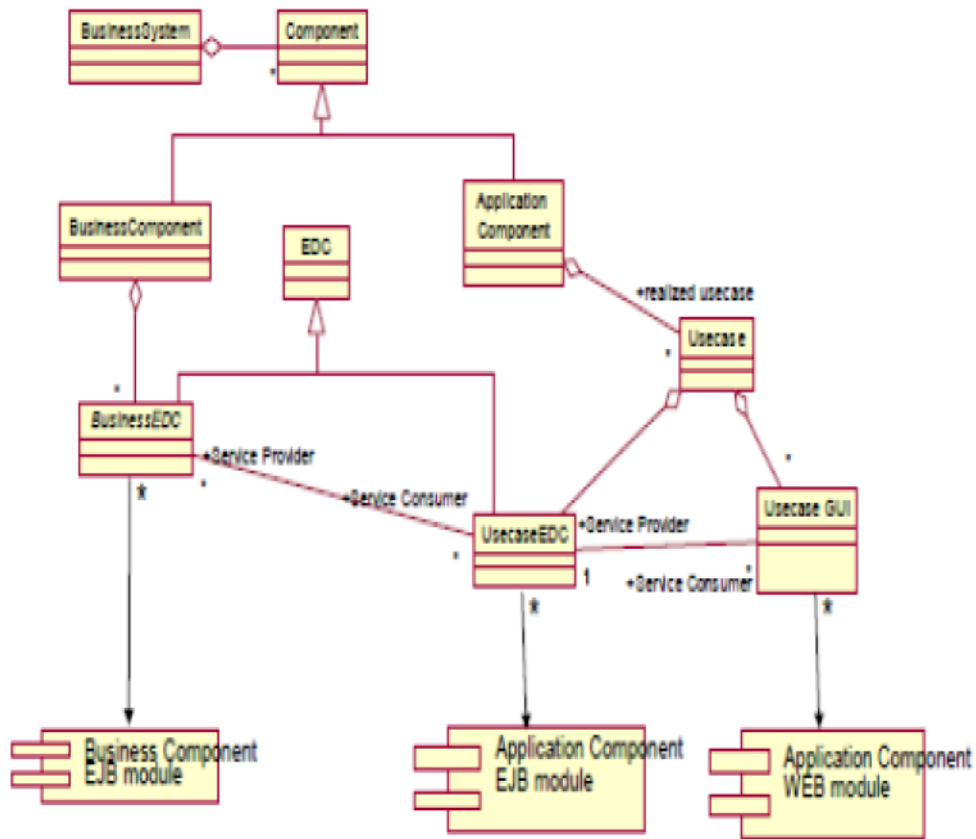 BusinessSystem
Component
*
Application
Component
BusinessComponent
EDC
+realized usecase
Usecase
*
*
BusinessEDC
+Service Provider
*
*
+Service Consumer
*
Usecase GUI
UsecaseEDC
+Service Provider
*
*
1
+Service Consumer
*
*
Business Component
EJB module
Application Component
EJB module
Application Component
WEB module